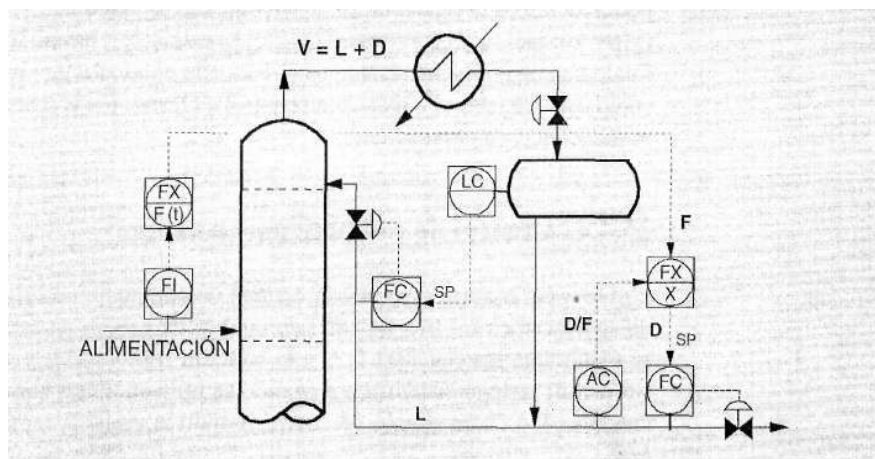 V = L + D
LC
FX
F(t)
F
FI
FC
SP
FX
X
D/F
D
SP
ALIMENTACIÓN
AC
FC
L